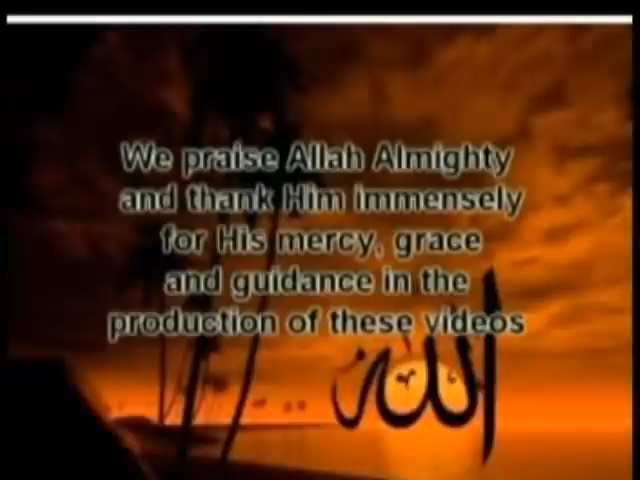 We praise Allah Almighty
and thank Him immensely
for His mercy, grace
and guidance in the
production of these videos
الله